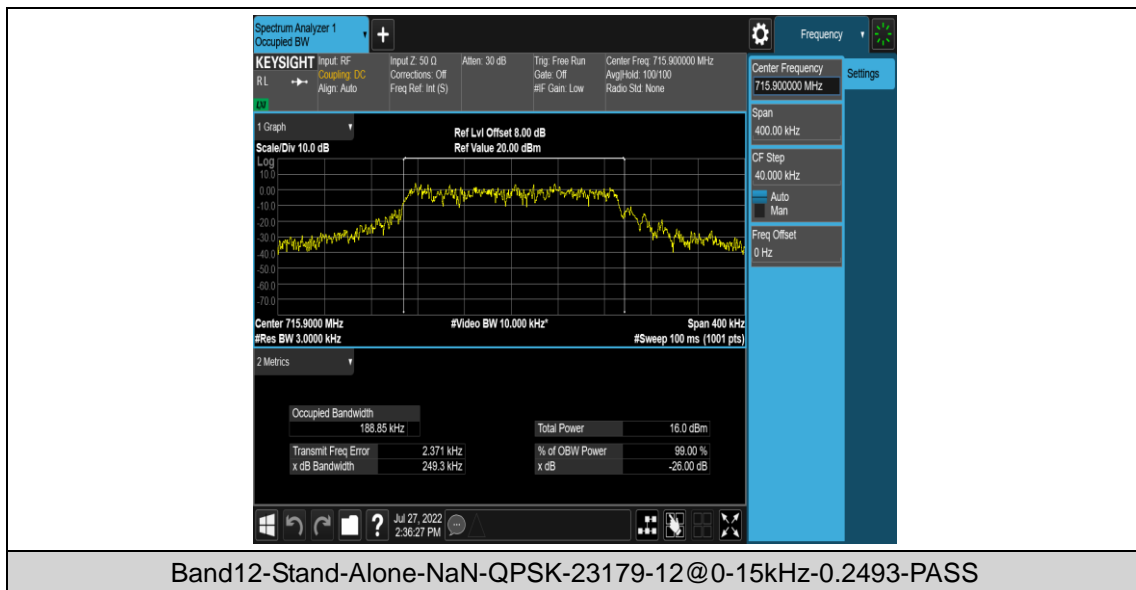 Spectrum Analyzer 1
Occupied BW
+
Frequency
KEYSIGHT
RL
LXI
Input: RF
Coupling: DC
Align: Auto
Input Z: 50 Ω
Corrections: Off
Freq Ref: Int (S)
Atten: 30 dB
Trig: Free Run
Gate: Off
#IF Gain: Low
Center Freq: 715.900000 MHz
Avg|Hold: 100/100
Radio Std: None
Center Frequency
715.900000 MHz
Settings
Span
400.00 kHz
CF Step
40.000 kHz
Auto
Man
Freq Offset
0 Hz
1 Graph
Scale/Div 10.0 dB
Ref Lvl Offset 8.00 dB
Ref Value 20.00 dBm
Log
10.0
0.00
-10.0
-20.0
-30.0
-40.0
-50.0
-60.0
-70.0
Center 715.9000 MHz
#Res BW 3.0000 kHz
#Video BW 10.000 kHz*
Span 400 kHz
#Sweep 100 ms (1001 pts)
2 Metrics
Occupied Bandwidth
188.85 kHz
Transmit Freq Error 2.371 kHz
x dB Bandwidth 249.3 kHz
Total Power 16.0 dBm
% of OBW Power 99.00 %
x dB -26.00 dB
?
Jul 27, 2022
2:36:27 PM
Band12-Stand-Alone-NaN-QPSK-23179-12@0-15kHz-0.2493-PASS